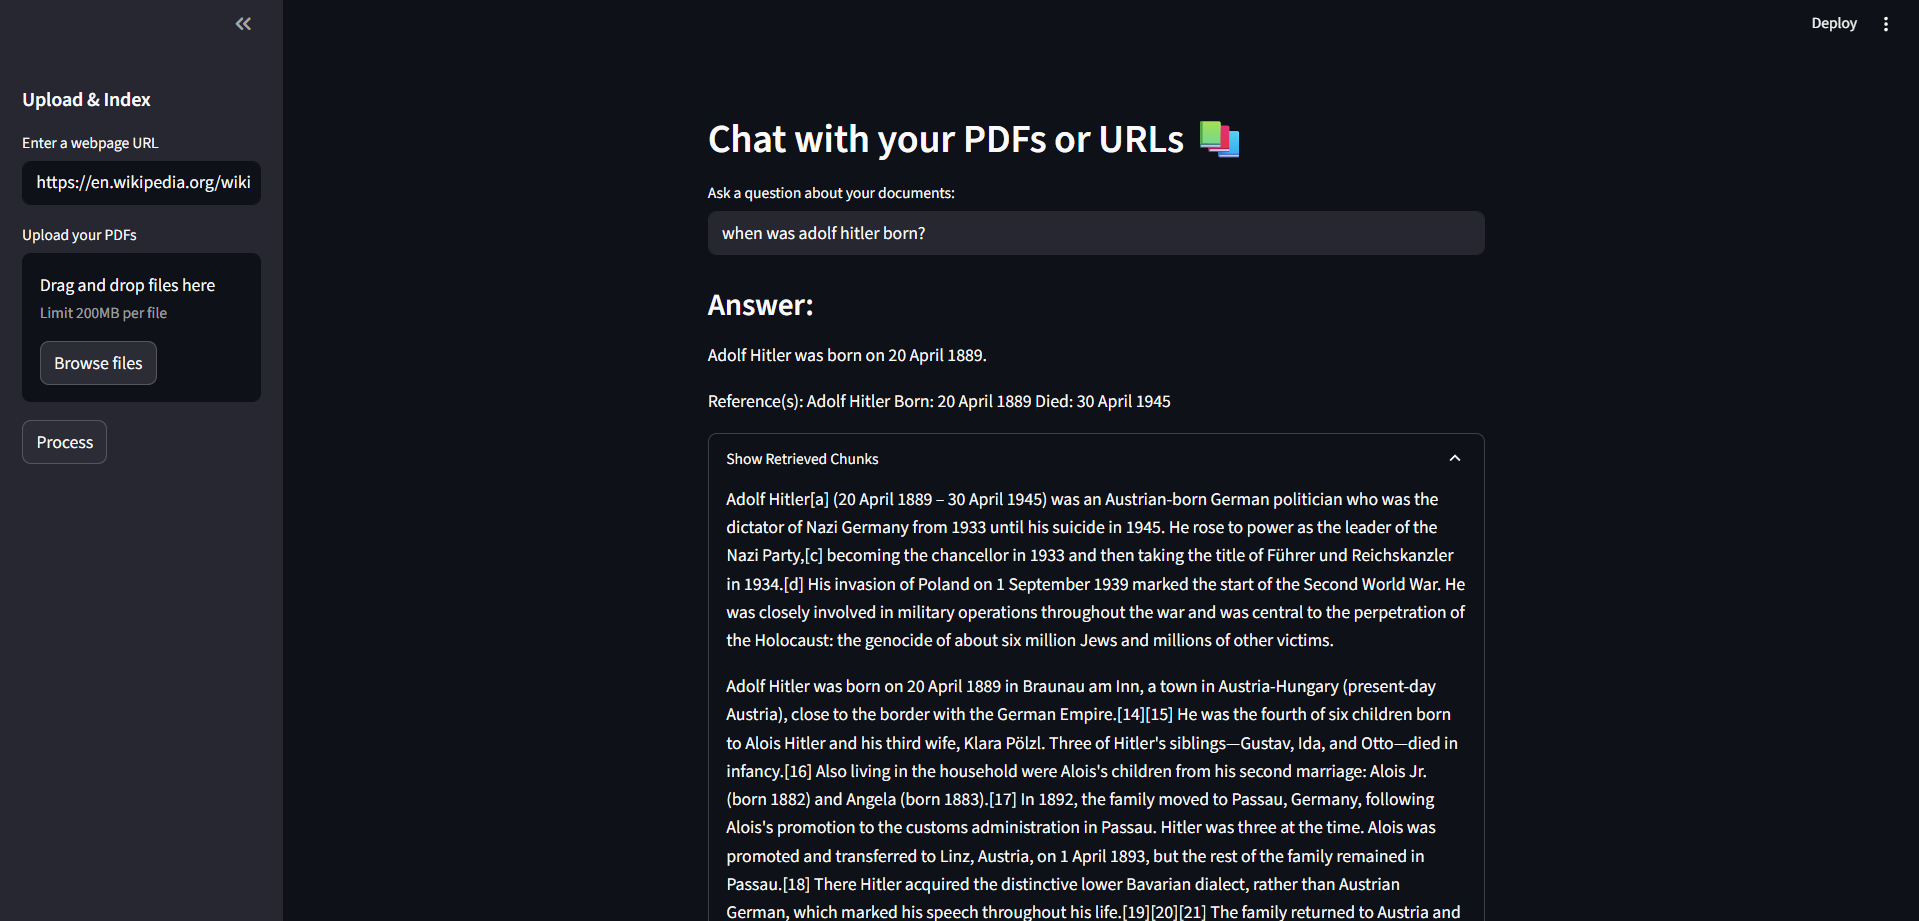 Deploy
Upload & Index
Enter a webpage URL
https://en.wikipedia.org/wiki
Upload your PDFs
Drag and drop files here
Limit 200MB per file
Browse files
Process
Chat with your PDFs or URLs
Ask a question about your documents:
when was adolf hitler born?
Answer:
Adolf Hitler was born on 20 April 1889.
Reference(s): Adolf Hitler Born: 20 April 1889 Died: 30 April 1945
Show Retrieved Chunks
Adolf Hitler[a] (20 April 1889 – 30 April 1945) was an Austrian-born German politician who was the
dictator of Nazi Germany from 1933 until his suicide in 1945. He rose to power as the leader of the
Nazi Party,[c] becoming the chancellor in 1933 and then taking the title of Führer und Reichskanzler
in 1934.[d] His invasion of Poland on 1 September 1939 marked the start of the Second World War. He
was closely involved in military operations throughout the war and was central to the perpetration of
the Holocaust: the genocide of about six million Jews and millions of other victims.
Adolf Hitler was born on 20 April 1889 in Braunau am Inn, a town in Austria-Hungary (present-day
Austria), close to the border with the German Empire.[14][15] He was the fourth of six children born
to Alois Hitler and his third wife, Klara Pölzl. Three of Hitler's siblings—Gustav, Ida, and Otto—died in
infancy.[16] Also living in the household were Alois's children from his second marriage: Alois Jr.
(born 1882) and Angela (born 1883).[17] In 1892, the family moved to Passau, Germany, following
Alois's promotion to the customs administration in Passau. Hitler was three at the time. Alois was
promoted and transferred to Linz, Austria, on 1 April 1893, but the rest of the family remained in
Passau.[18] There Hitler acquired the distinctive lower Bavarian dialect, rather than Austrian
German, which marked his speech throughout his life.[19][20][21] The family returned to Austria and